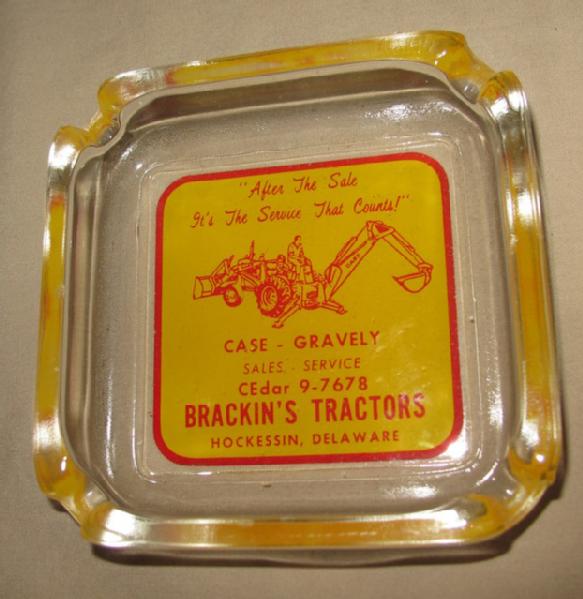 "After The Sale
It's The Service That Counts!"
CASE
CASE - GRAVELY
SALES - SERVICE
CEdar 9-7678
BRACKIN'S TRACTORS
HOCKESSIN, DELAWARE